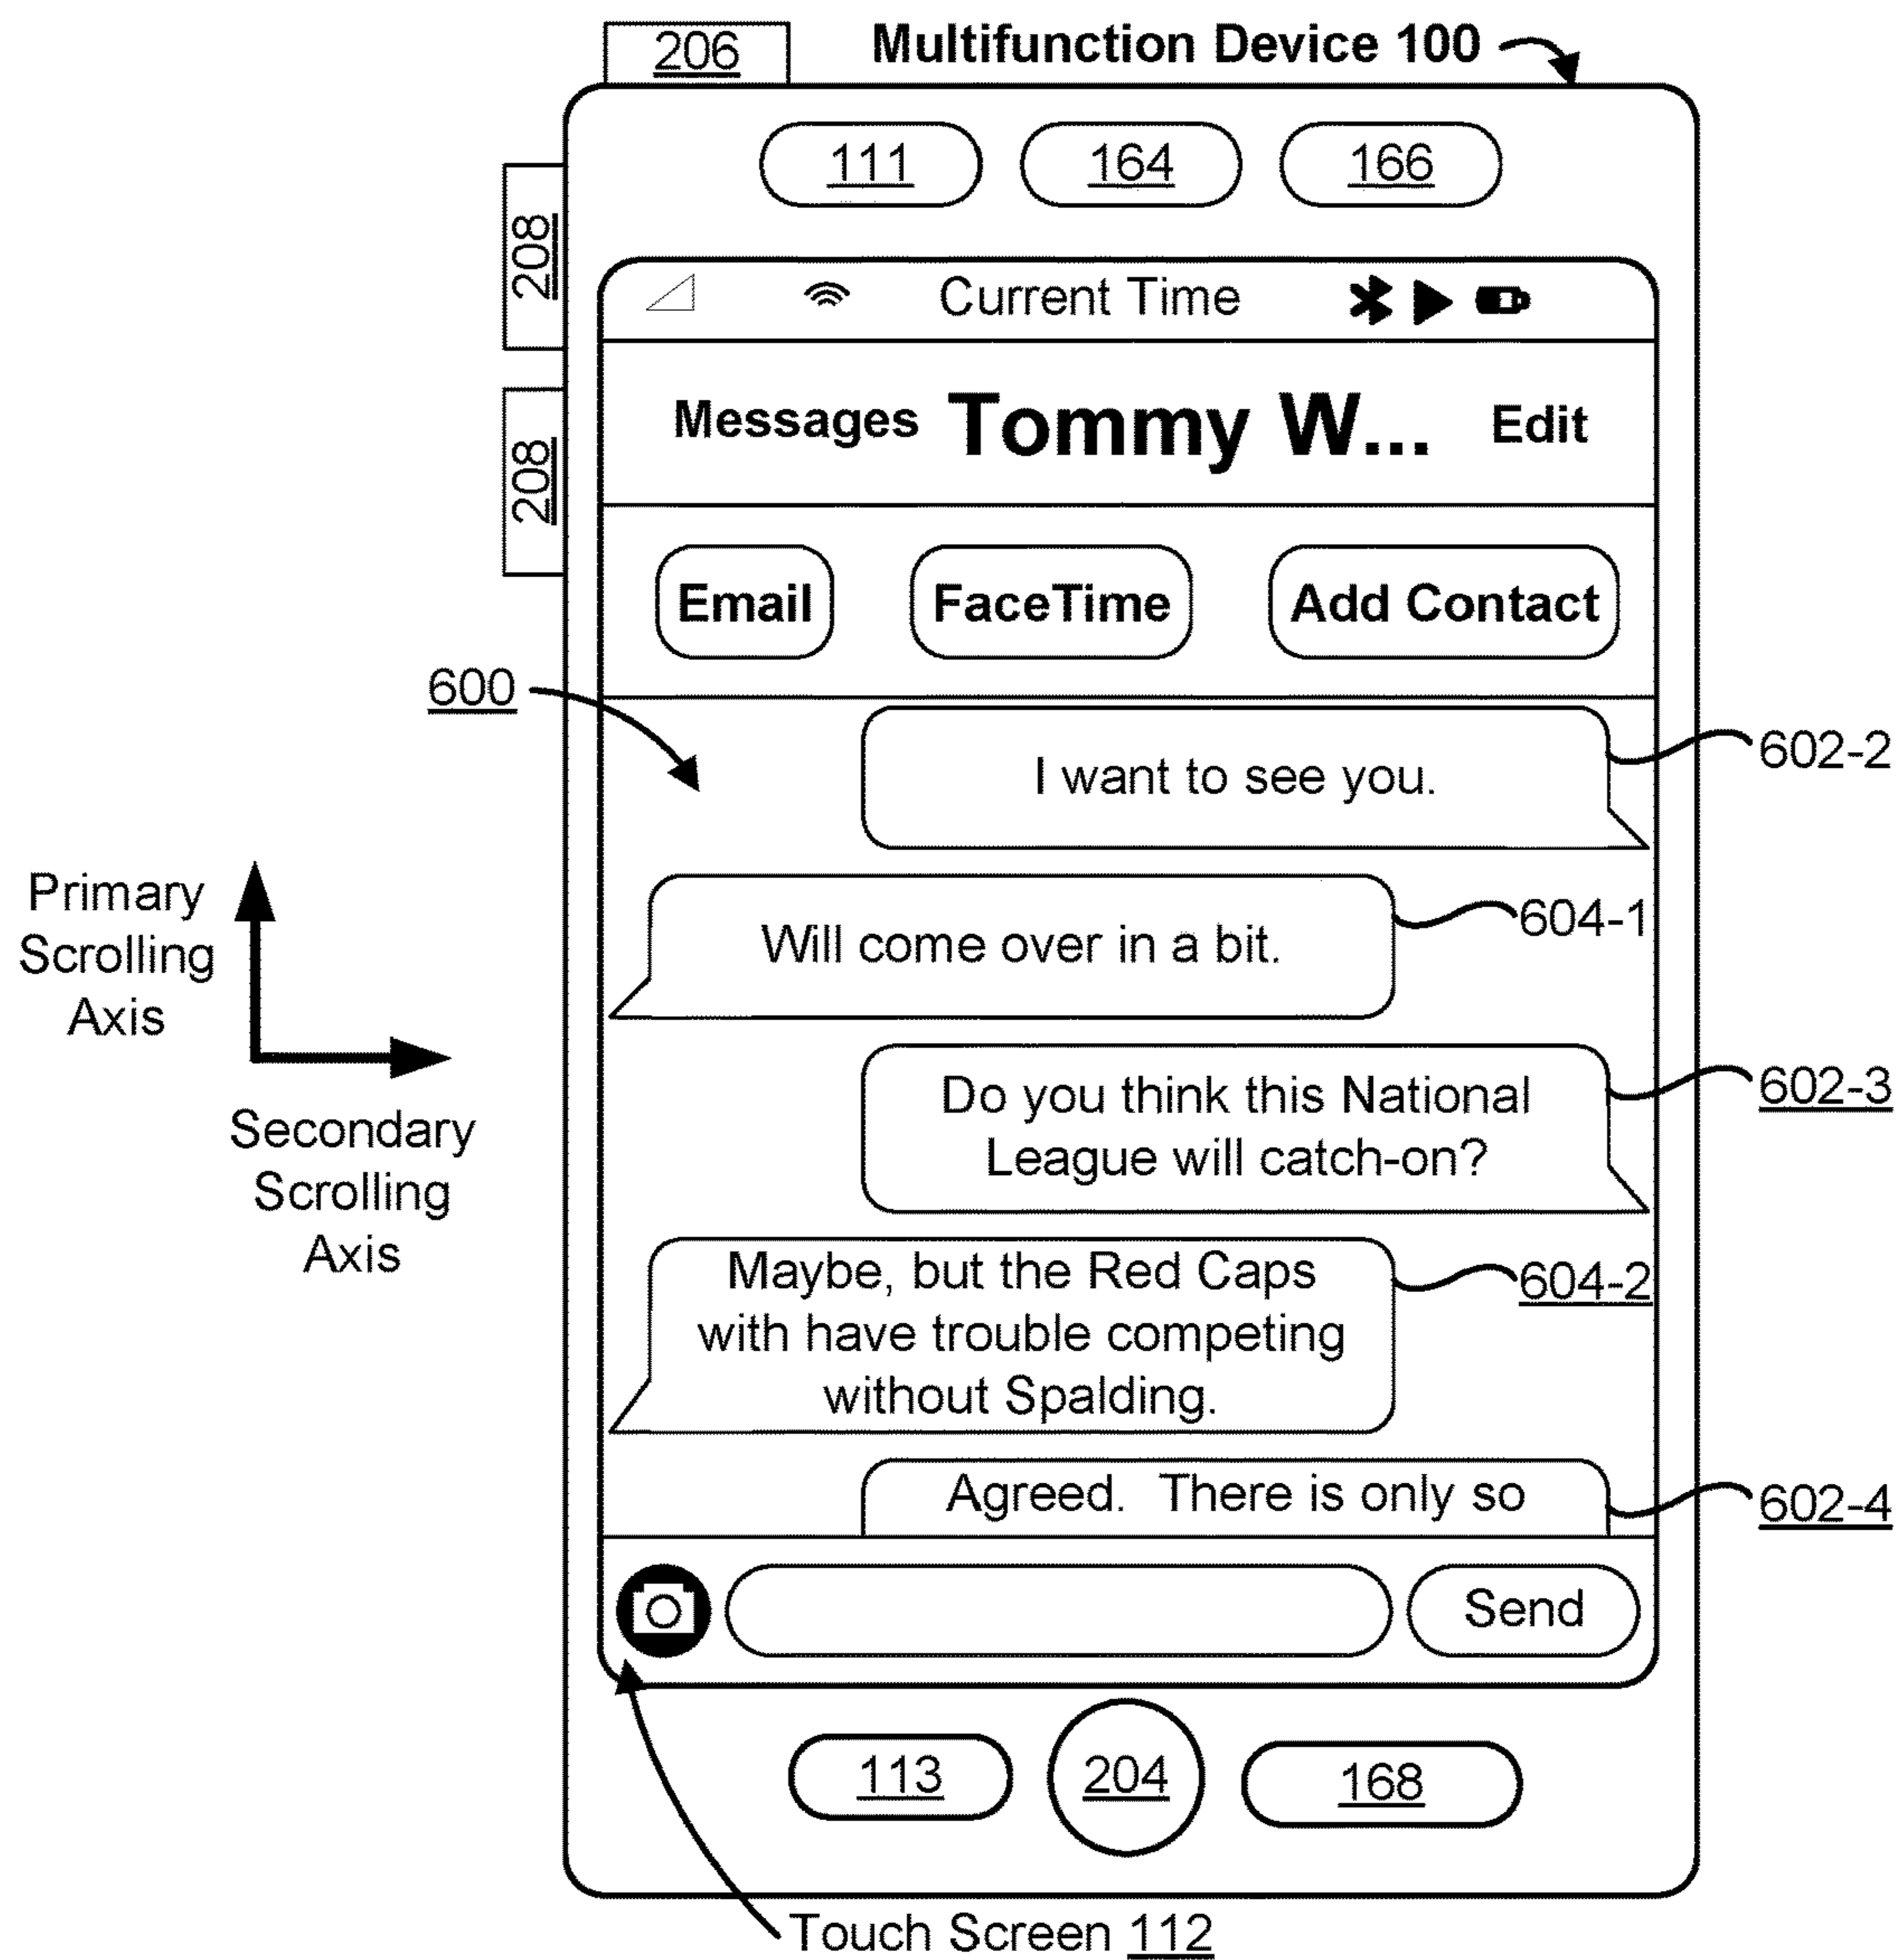 206
Multifunction Device 100
111
164
166
208
208
Current Time
Messages
Tommy W...
Edit
Email
FaceTime
Add Contact
600
I want to see you.
602-2
Will come over in a bit.
604-1
Primary
Scrolling
Axis
Secondary
Scrolling
Axis
Do you think this National
League will catch-on?
602-3
Maybe, but the Red Caps
with have trouble competing
without Spalding.
604-2
Agreed.  There is only so
602-4
Send
113
204
168
Touch Screen 112